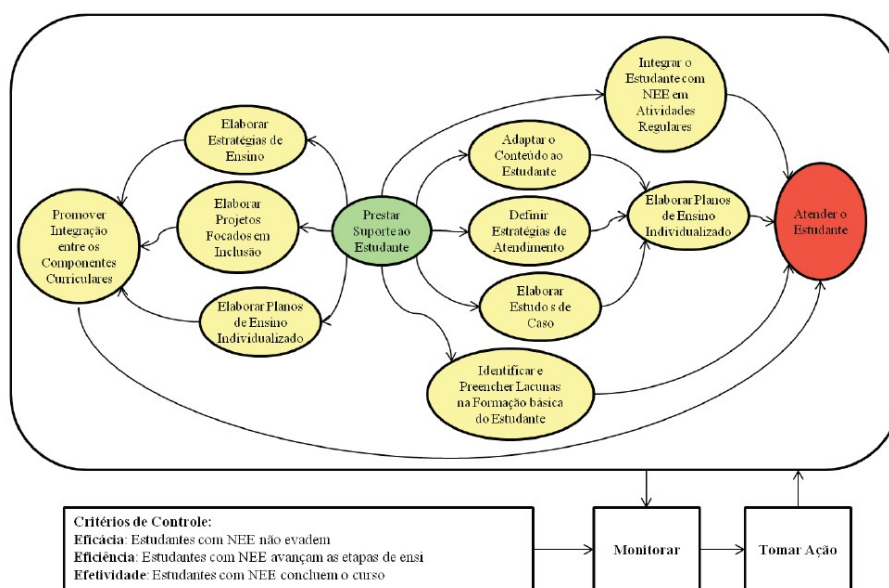 Integrar o
Estudante com
NEE em
Atividades
Regulares
Elaborar
Estratégias de
Ensino
Adaptar o
Conteúdo ao
Estudante
Promover
Integração
entre os
Componentes
Curriculares
Elaborar
Projetos
Focados em
Inclusão
Prestar
Suporte ao
Estudante
Definir
Estratégias de
Atendimento
Elaborar Planos
de Ensino
Individualizado
Atender o
Estudante
Elaborar Planos
de Ensino
Individualizado
Elaborar
Estudo s de
Caso
Identificar e
Preencher Lacunas
na Formação básica
do Estudante
Critérios de Controle:
Eficácia: Estudantes com NEE não evadem
Eficiência: Estudantes com NEE avançam as etapas de ensi
Efetividade: Estudantes com NEE concluem o curso
Monitorar
Tomar Ação